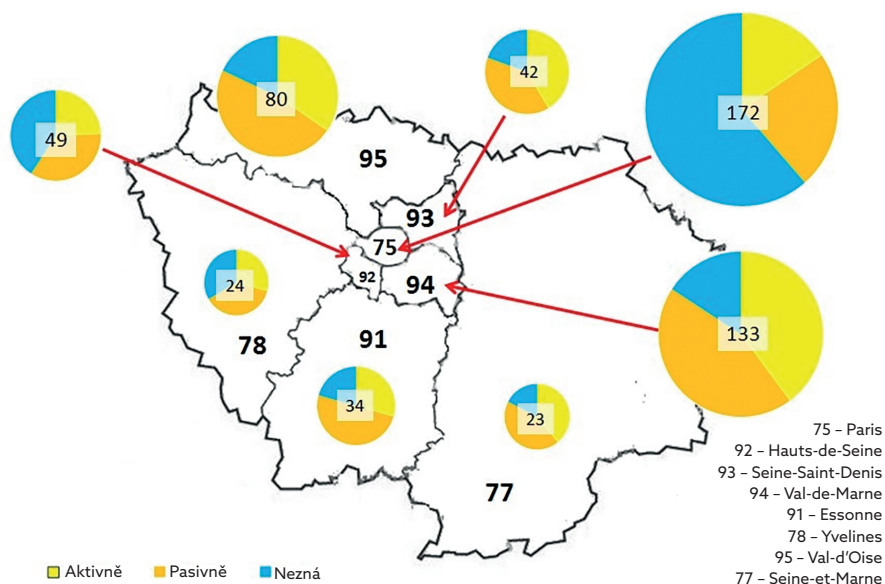 42
172
80
49
95
93
75
92
94
24
78
91
133
34
23
77
75 – Paris
92 – Hauts-de-Seine
93 – Seine-Saint-Denis
94 – Val-de-Marne
91 – Essonne
78 – Yvelines
95 – Val-d'Oise
77 – Seine-et-Marne
Aktivně Pasivně Nezná